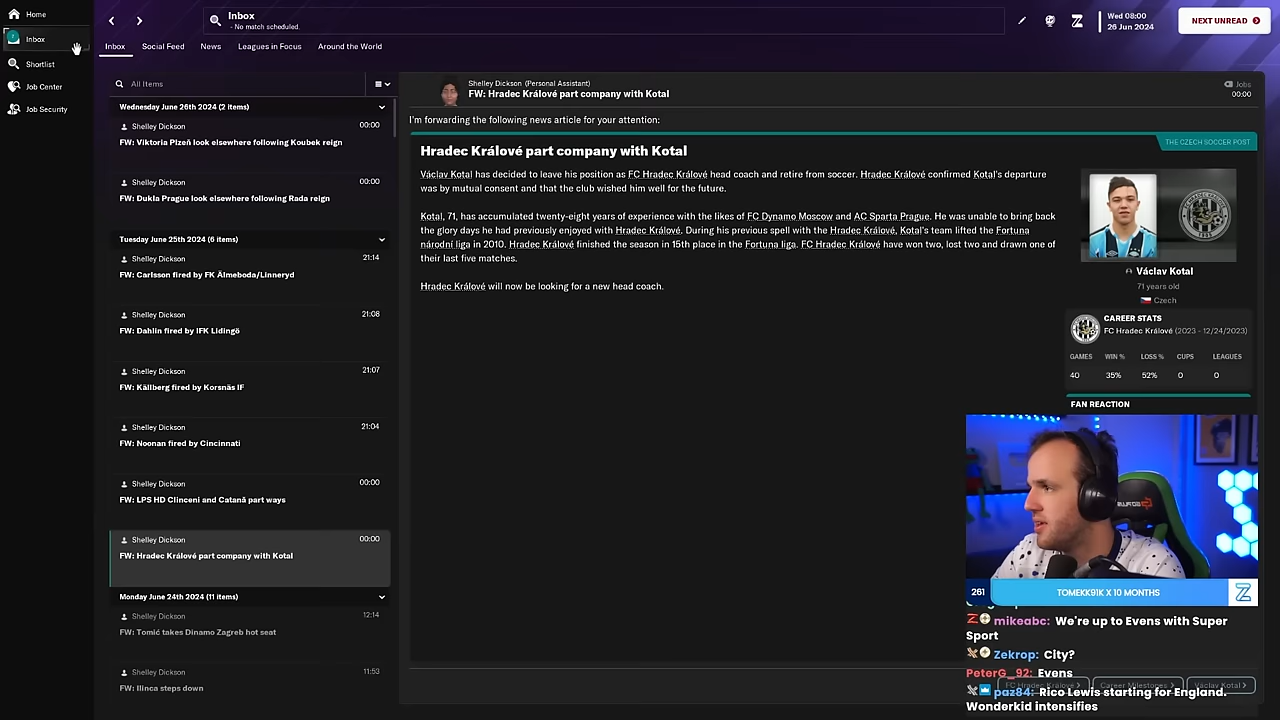 Home
Inbox
Shortlist
Job Center
Job Security
Inbox
- No match scheduled.
Wed 08:00
26 Jun 2024
NEXT UNREAD
Inbox
Social Feed
News
Leagues in Focus
Around the World
All Items
Wednesday June 26th 2024 (2 items)
Shelley Dickson 00:00
FW: Viktoria Plzeň look elsewhere following Koubek reign
Shelley Dickson 00:00
FW: Dukla Prague look elsewhere following Rada reign
Tuesday June 25th 2024 (6 items)
Shelley Dickson 21:14
FW: Carlsson fired by FK Älmeboda/Linneryd
Shelley Dickson 21:08
FW: Dahlin fired by IFK Lidingö
Shelley Dickson 21:07
FW: Källberg fired by Korsnäs IF
Shelley Dickson 21:04
FW: Noonan fired by Cincinnati
Shelley Dickson 00:00
FW: LPS HD Clinceni and Catană part ways
Shelley Dickson 00:00
FW: Hradec Králové part company with Kotal
Monday June 24th 2024 (11 items)
Shelley Dickson 12:14
FW: Tomić takes Dinamo Zagreb hot seat
Shelley Dickson 11:53
FW: Ilinca steps down
Shelley Dickson (Personal Assistant)
FW: Hradec Králové part company with Kotal
Jobs
00:00
I'm forwarding the following news article for your attention:
THE CZECH SOCCER POST
Hradec Králové part company with Kotal
Václav Kotal has decided to leave his position as FC Hradec Králové head coach and retire from soccer. Hradec Králové confirmed Kotal's departure
was by mutual consent and that the club wished him well for the future.
Kotal, 71, has accumulated twenty-eight years of experience with the likes of FC Dynamo Moscow and AC Sparta Prague. He was unable to bring back
the glory days he had previously enjoyed with Hradec Králové. During his previous spell with the Hradec Králové, Kotal's team lifted the Fortuna
národní liga in 2010. Hradec Králové finished the season in 15th place in the Fortuna liga. FC Hradec Králové have won two, lost two and drawn one of
their last five matches.
Hradec Králové will now be looking for a new head coach.
Václav Kotal
71 years old
Czech
CAREER STATS
FC Hradec Králové (2023 - 12/24/2023)
GAMES WIN % LOSS % CUPS LEAGUES
40 35% 52% 0 0
FAN REACTION
261 TOMEKK91K X 10 MONTHS
mikeabc: We're up to Evens with Super
Sport
Zekrop: City?
PeterG_92: Evens
paz84: Rico Lewis starting for England.
Wonderkid intensifies
FC Hradec Králové
Career Milestones
Václav Kotal